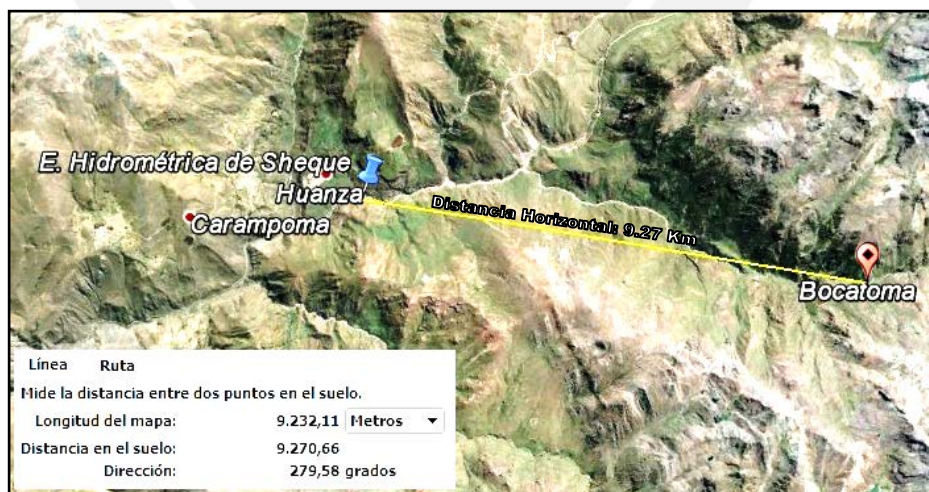 E. Hidrométrica de Sheque
Huanza
Carampoma
Distancia Horizontal: 9.27 Km
Bocatoma
Línea Ruta
Mide la distancia entre dos puntos en el suelo.
Longitud del mapa: 9.232,11 Metros
Distancia en el suelo: 9.270,66
Dirección: 279,58 grados